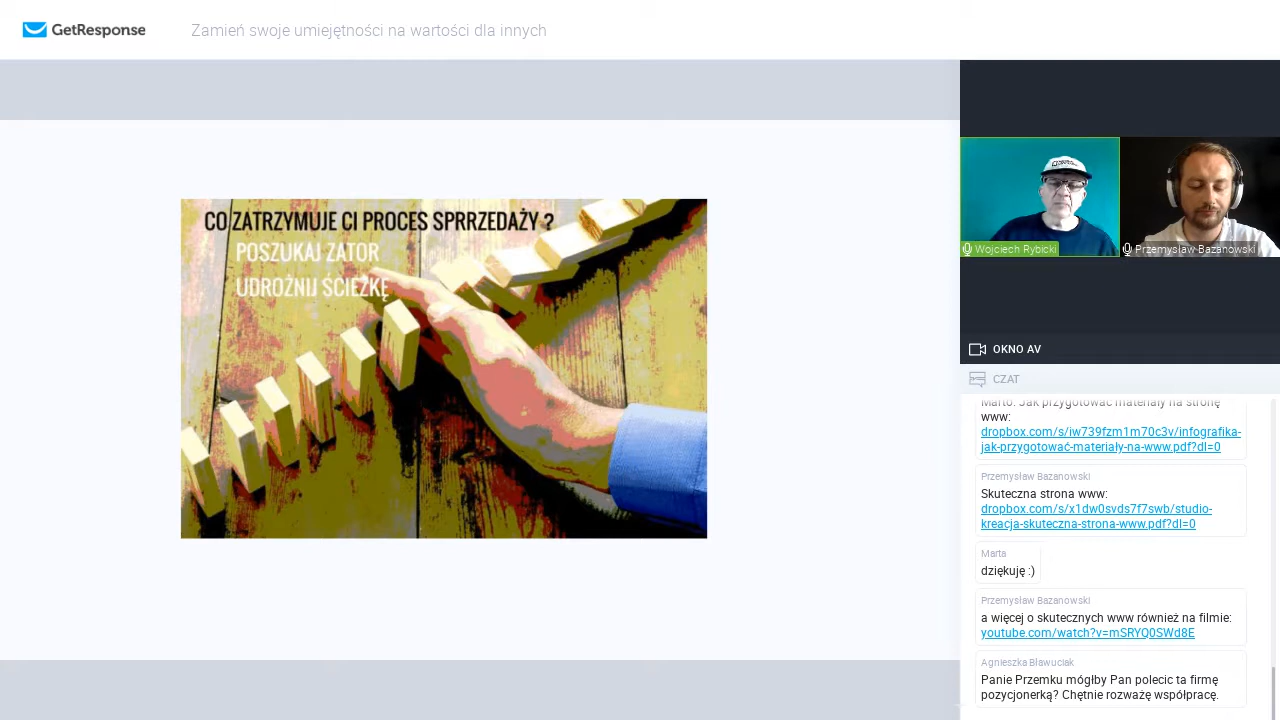 GetResponse
Zamień swoje umiejętności na wartości dla innych
CO ZATRZYMUJE CI PROCES SPRRZEDAŻY ?
POSZUKAJ ZATOR
UDROŻNIJ ŚCIEŻKĘ
Wojciech Rybicki
Przemysław Bazanowski
OKNO AV
CZAT
Marto: Jak przygotować materiały na stronę
www:
dropbox.com/s/iw739fzm1m70c3v/infografika-
jak-przygotować-materiały-na-www.pdf?dl=0
Przemysław Bazanowski
Skuteczna strona www:
dropbox.com/s/x1dw0svds7f7swb/studio-
kreacja-skuteczna-strona-www.pdf?dl=0
Marta
dziękuję :)
Przemysław Bazanowski
a więcej o skutecznych www również na filmie:
youtube.com/watch?v=mSRYQ0SWd8E
Agnieszka Bławuciak
Panie Przemku mógłby Pan polecic ta firmę
pozycjonerką? Chętnie rozważę współpracę.